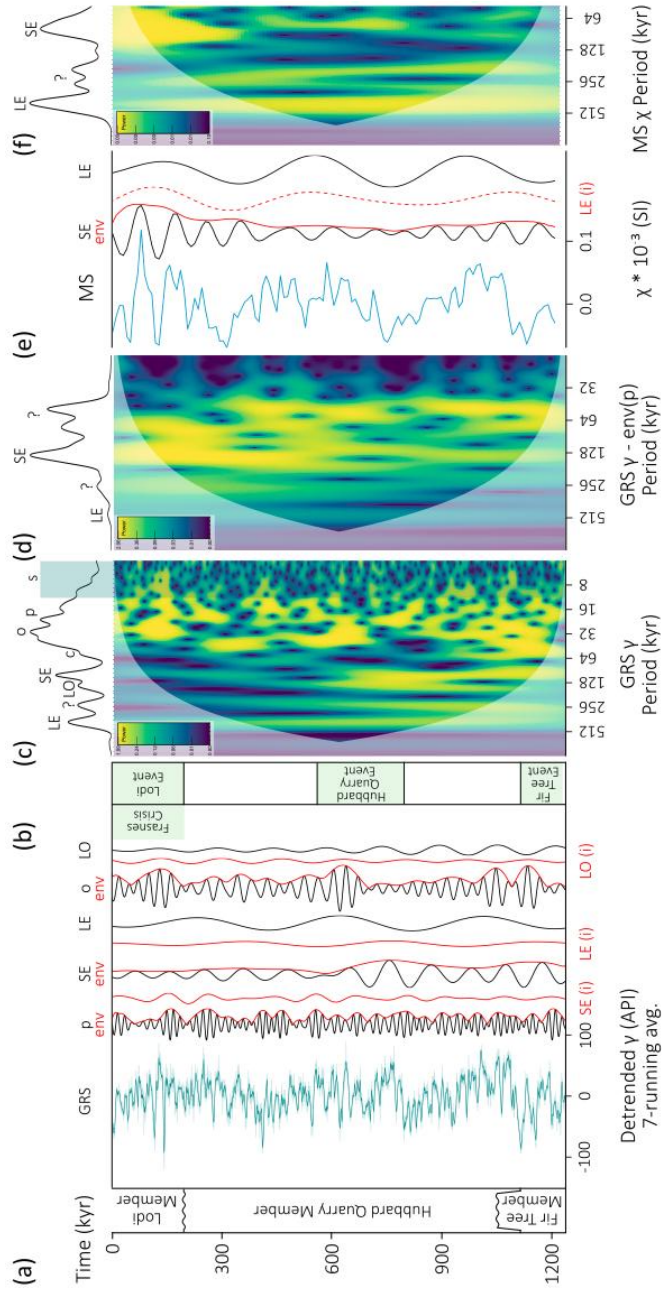 (a)
Time (kyr)
0
300
600
900
1200
Lodi
Member
Hubbard Quarry Member
Fir Tree
Member
GRS
p
env
SE
env
LE
o
env
LO
-100
0
100
SE (i)
LE (i)
LO (i)
Detrended γ (API)
7-running avg.
(b)
Frasnes
Crisis
Lodi
Event
Hubbard
Quarry
Event
Fir
Tree
Event
(c)
LE
?
LO
SE
c
o
p
s
Power
512
256
128
64
32
16
8
GRS γ
Period (kyr)
(d)
LE
?
SE
?
Power
512
256
128
64
32
GRS γ - env(p)
Period (kyr)
(e)
MS
SE
env
LE
0.0
0.1
LE (i)
χ * 10⁻³ (SI)
(f)
LE
?
SE
Power
512
256
128
64
MS χ Period (kyr)